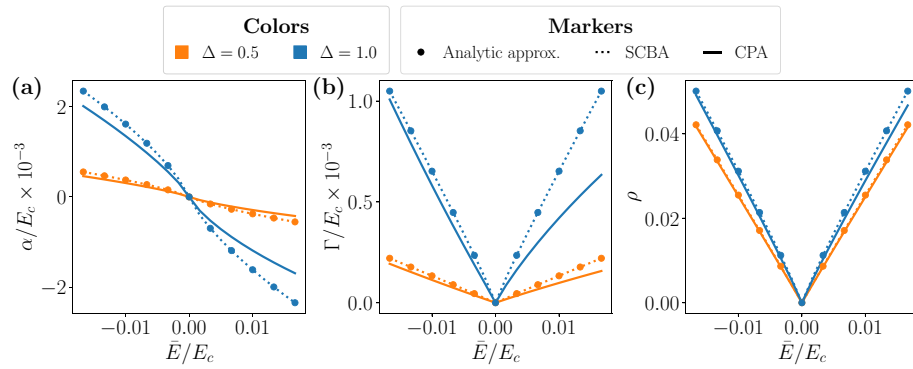 Colors
Δ = 0.5
Δ = 1.0
Markers
Analytic approx.
SCBA
CPA
(a)
α/E_c × 10⁻³
2
0
−2
−0.01
0.00
0.01
Ē/E_c
(b)
Γ/E_c × 10⁻³
1.0
0.5
0.0
−0.01
0.00
0.01
Ē/E_c
(c)
ρ
0.04
0.02
0.00
−0.01
0.00
0.01
Ē/E_c